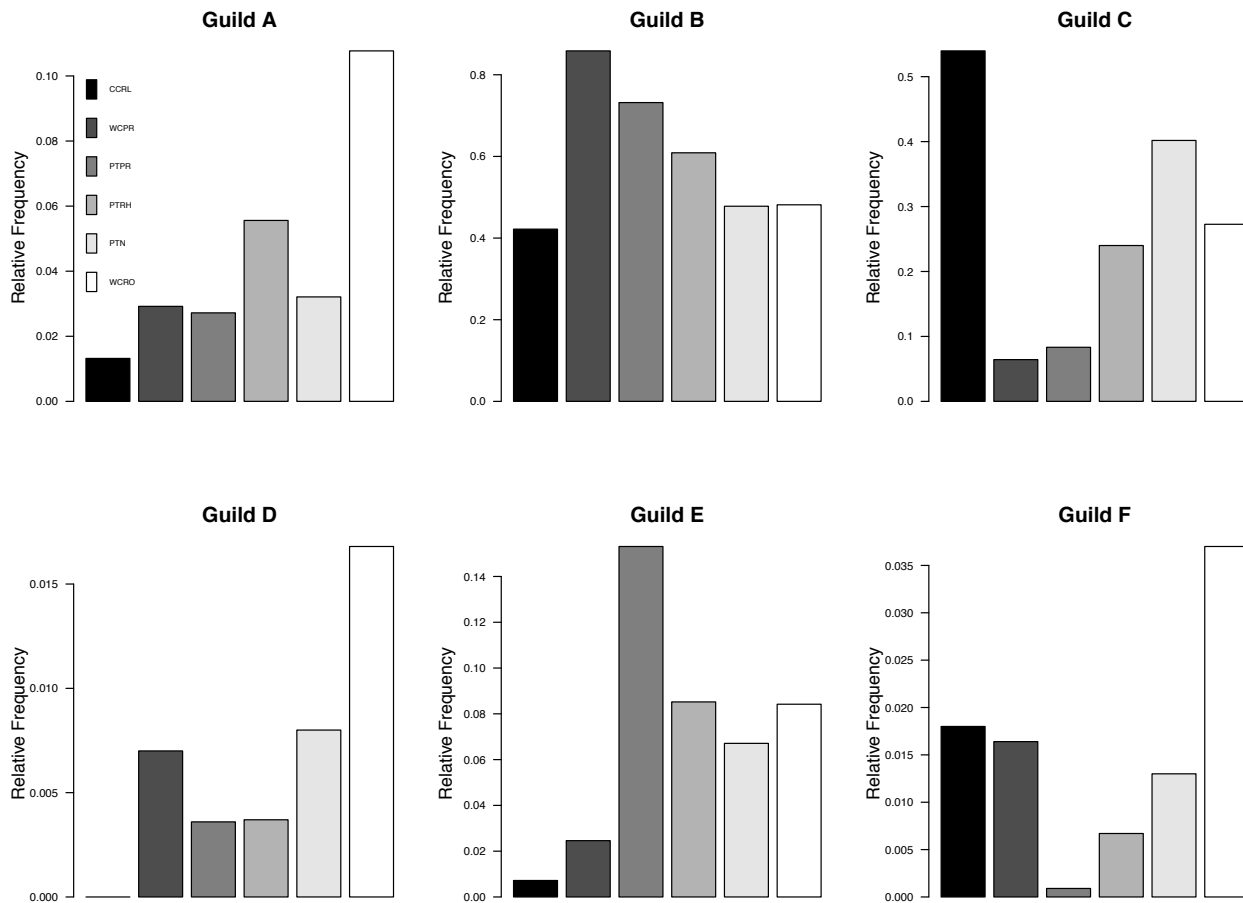 Guild A
Relative Frequency
0.10
0.08
0.06
0.04
0.02
0.00
CCRL
WCPR
PTPR
PTRH
PTN
WCRO
Guild B
Relative Frequency
0.8
0.6
0.4
0.2
0.0
Guild C
Relative Frequency
0.5
0.4
0.3
0.2
0.1
0.0
Guild D
Relative Frequency
0.015
0.010
0.005
0.000
Guild E
Relative Frequency
0.14
0.12
0.10
0.08
0.06
0.04
0.02
0.00
Guild F
Relative Frequency
0.035
0.030
0.025
0.020
0.015
0.010
0.005
0.000